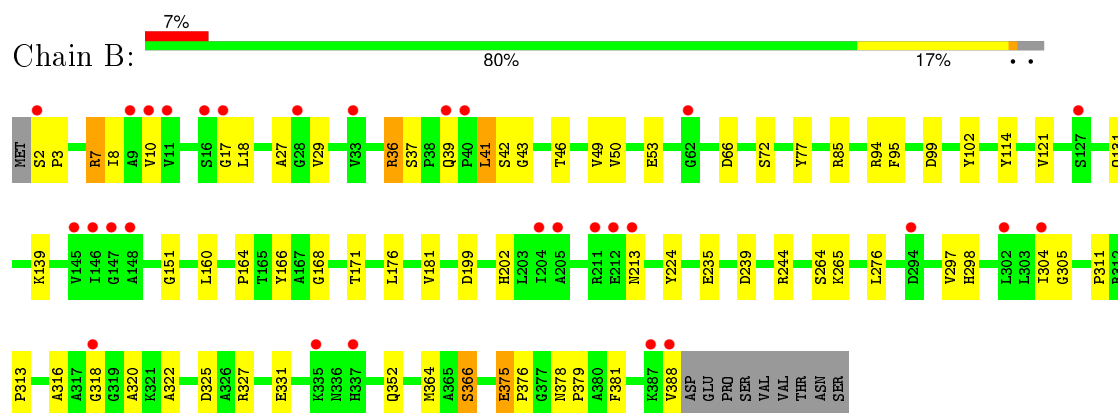 7%
Chain B:
80%
17%
• •
MET S2 P3 R7 I8 A9 V10 V11 S16 G17 L18 A27 G28 V29 V33 R36 S37 P38 Q39 P40 L41 S42 G43 T46 V49 V50 E53 G62 D66 S72 Y77 R85 R94 F95 D99 Y102 Y114 V121 S127 Q131
K139 V145 I146 G147 A148 G151 L160 P164 T165 Y166 A167 G168 T171 L176 V181 D199 H202 L203 I204 A205 R211 E212 N213 Y224 E235 D239 R244 S264 K265 L276 D294 V297 H298 L302 L303 I304 G305 P311
P313 A316 A317 G318 G319 A320 K321 A322 D325 A326 R327 E331 K335 N336 H337 Q352 M364 A365 S366 E375 P376 G377 N378 P379 A380 F381 K387 V388 ASP GLU PRO SER VAL VAL THR ASN SER